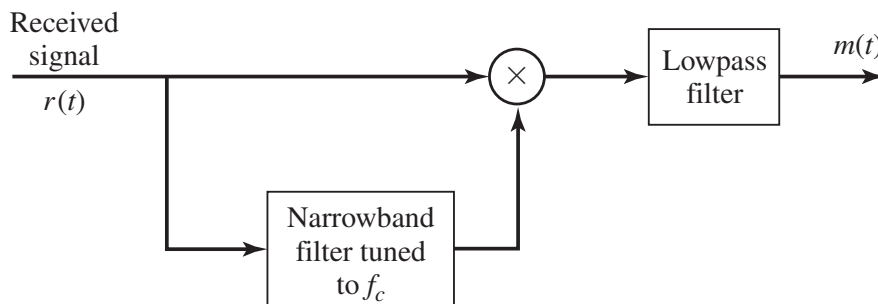 Received
signal
r(t)
×
Lowpass
filter
m(t)
Narrowband
filter tuned
to f_c